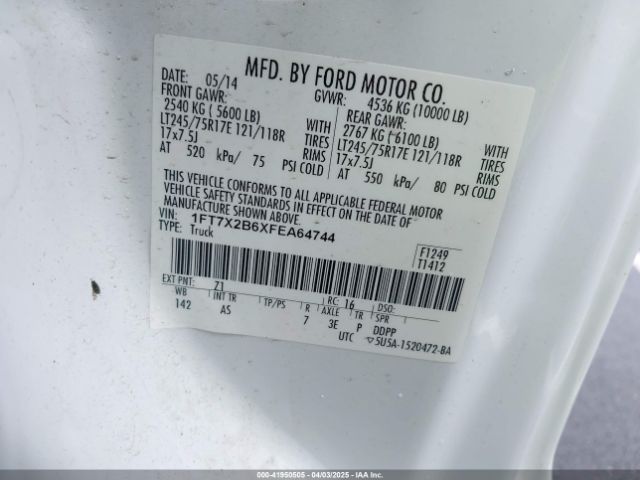 MFD. BY FORD MOTOR CO.
DATE: 05/14 GVWR: 4536 KG (10000 LB)
FRONT GAWR: REAR GAWR:
2540 KG ( 5600 LB) WITH 2767 KG ( 6100 LB) WITH
LT245/75R17E 121/118R TIRES LT245/75R17E 121/118R TIRES
17x7.5J RIMS 17x7.5J RIMS
AT 520 kPa/ 75 PSI COLD AT 550 kPa/ 80 PSI COLD
THIS VEHICLE CONFORMS TO ALL APPLICABLE FEDERAL MOTOR
VEHICLE SAFETY STANDARDS IN EFFECT ON THE DATE OF
MANUFACTURE SHOWN ABOVE.
VIN: 1FT7X2B6XFEA64744
TYPE: Truck
F1249
T1412
EXT PNT: Z1 RC: 16 DSO:
WB INT TR TP/PS R AXLE TR SPR
142 AS 7 3E P DDPP
UTC ▽5U5A-1520472-BA
000-41950505 - 04/03/2025 - IAA Inc.